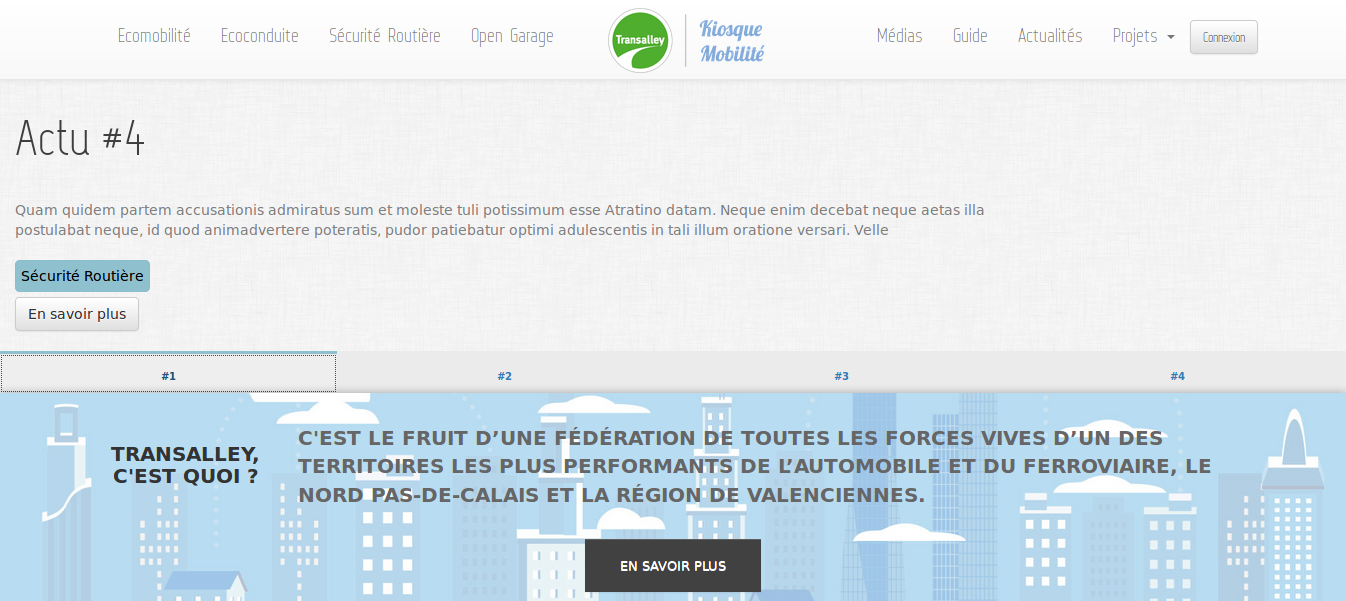 Ecomobilité Ecoconduite Sécurité Routière Open Garage Transalley Kiosque Mobilité Médias Guide Actualités Projets Connexion
Actu #4
Quam quidem partem accusationis admiratus sum et moleste tuli potissimum esse Atratino datam. Neque enim decebat neque aetas illa
postulabat neque, id quod animadvertere poteratis, pudor patiebatur optimi adulescentis in tali illum oratione versari. Velle
Sécurité Routière
En savoir plus
#1 #2 #3 #4
TRANSALLEY,
C'EST QUOI ?
C'EST LE FRUIT D’UNE FÉDÉRATION DE TOUTES LES FORCES VIVES D’UN DES
TERRITOIRES LES PLUS PERFORMANTS DE L’AUTOMOBILE ET DU FERROVIAIRE, LE
NORD PAS-DE-CALAIS ET LA RÉGION DE VALENCIENNES.
EN SAVOIR PLUS